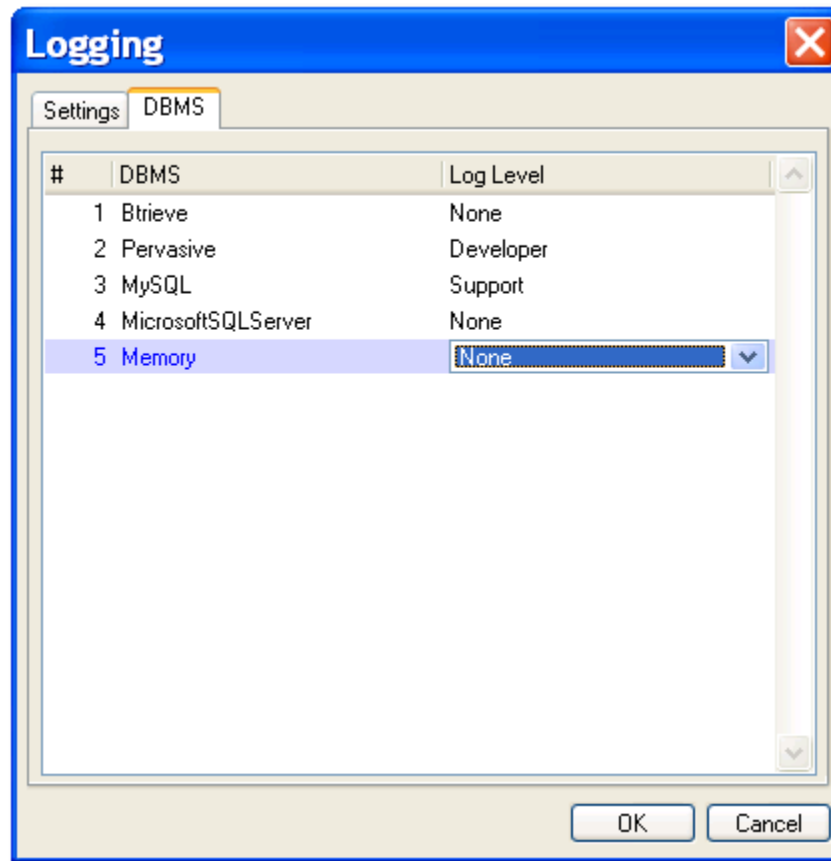 Logging
Settings DBMS
# DBMS Log Level
1 Btrieve None
2 Pervasive Developer
3 MySQL Support
4 MicrosoftSQLServer None
5 Memory None
OK Cancel